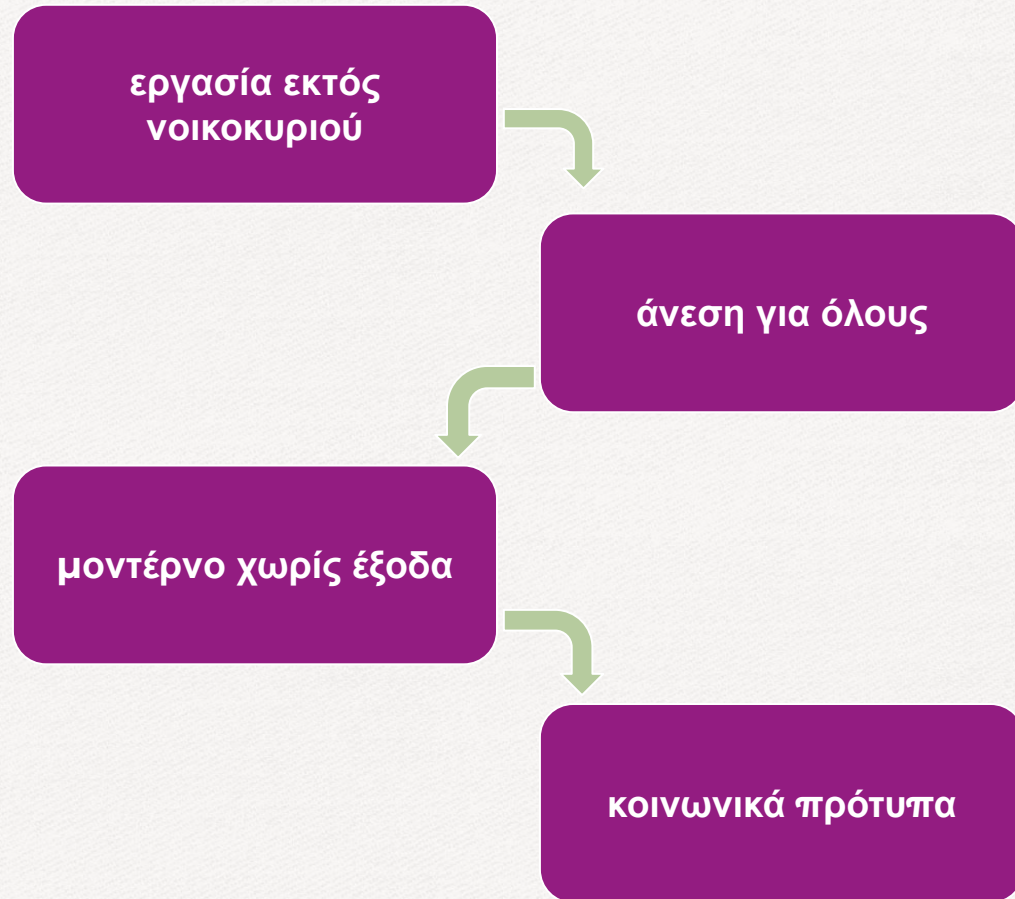 εργασία εκτός
νοικοκυριού
άνεση για όλους
μοντέρνο χωρίς έξοδα
κοινωνικά πρότυπα